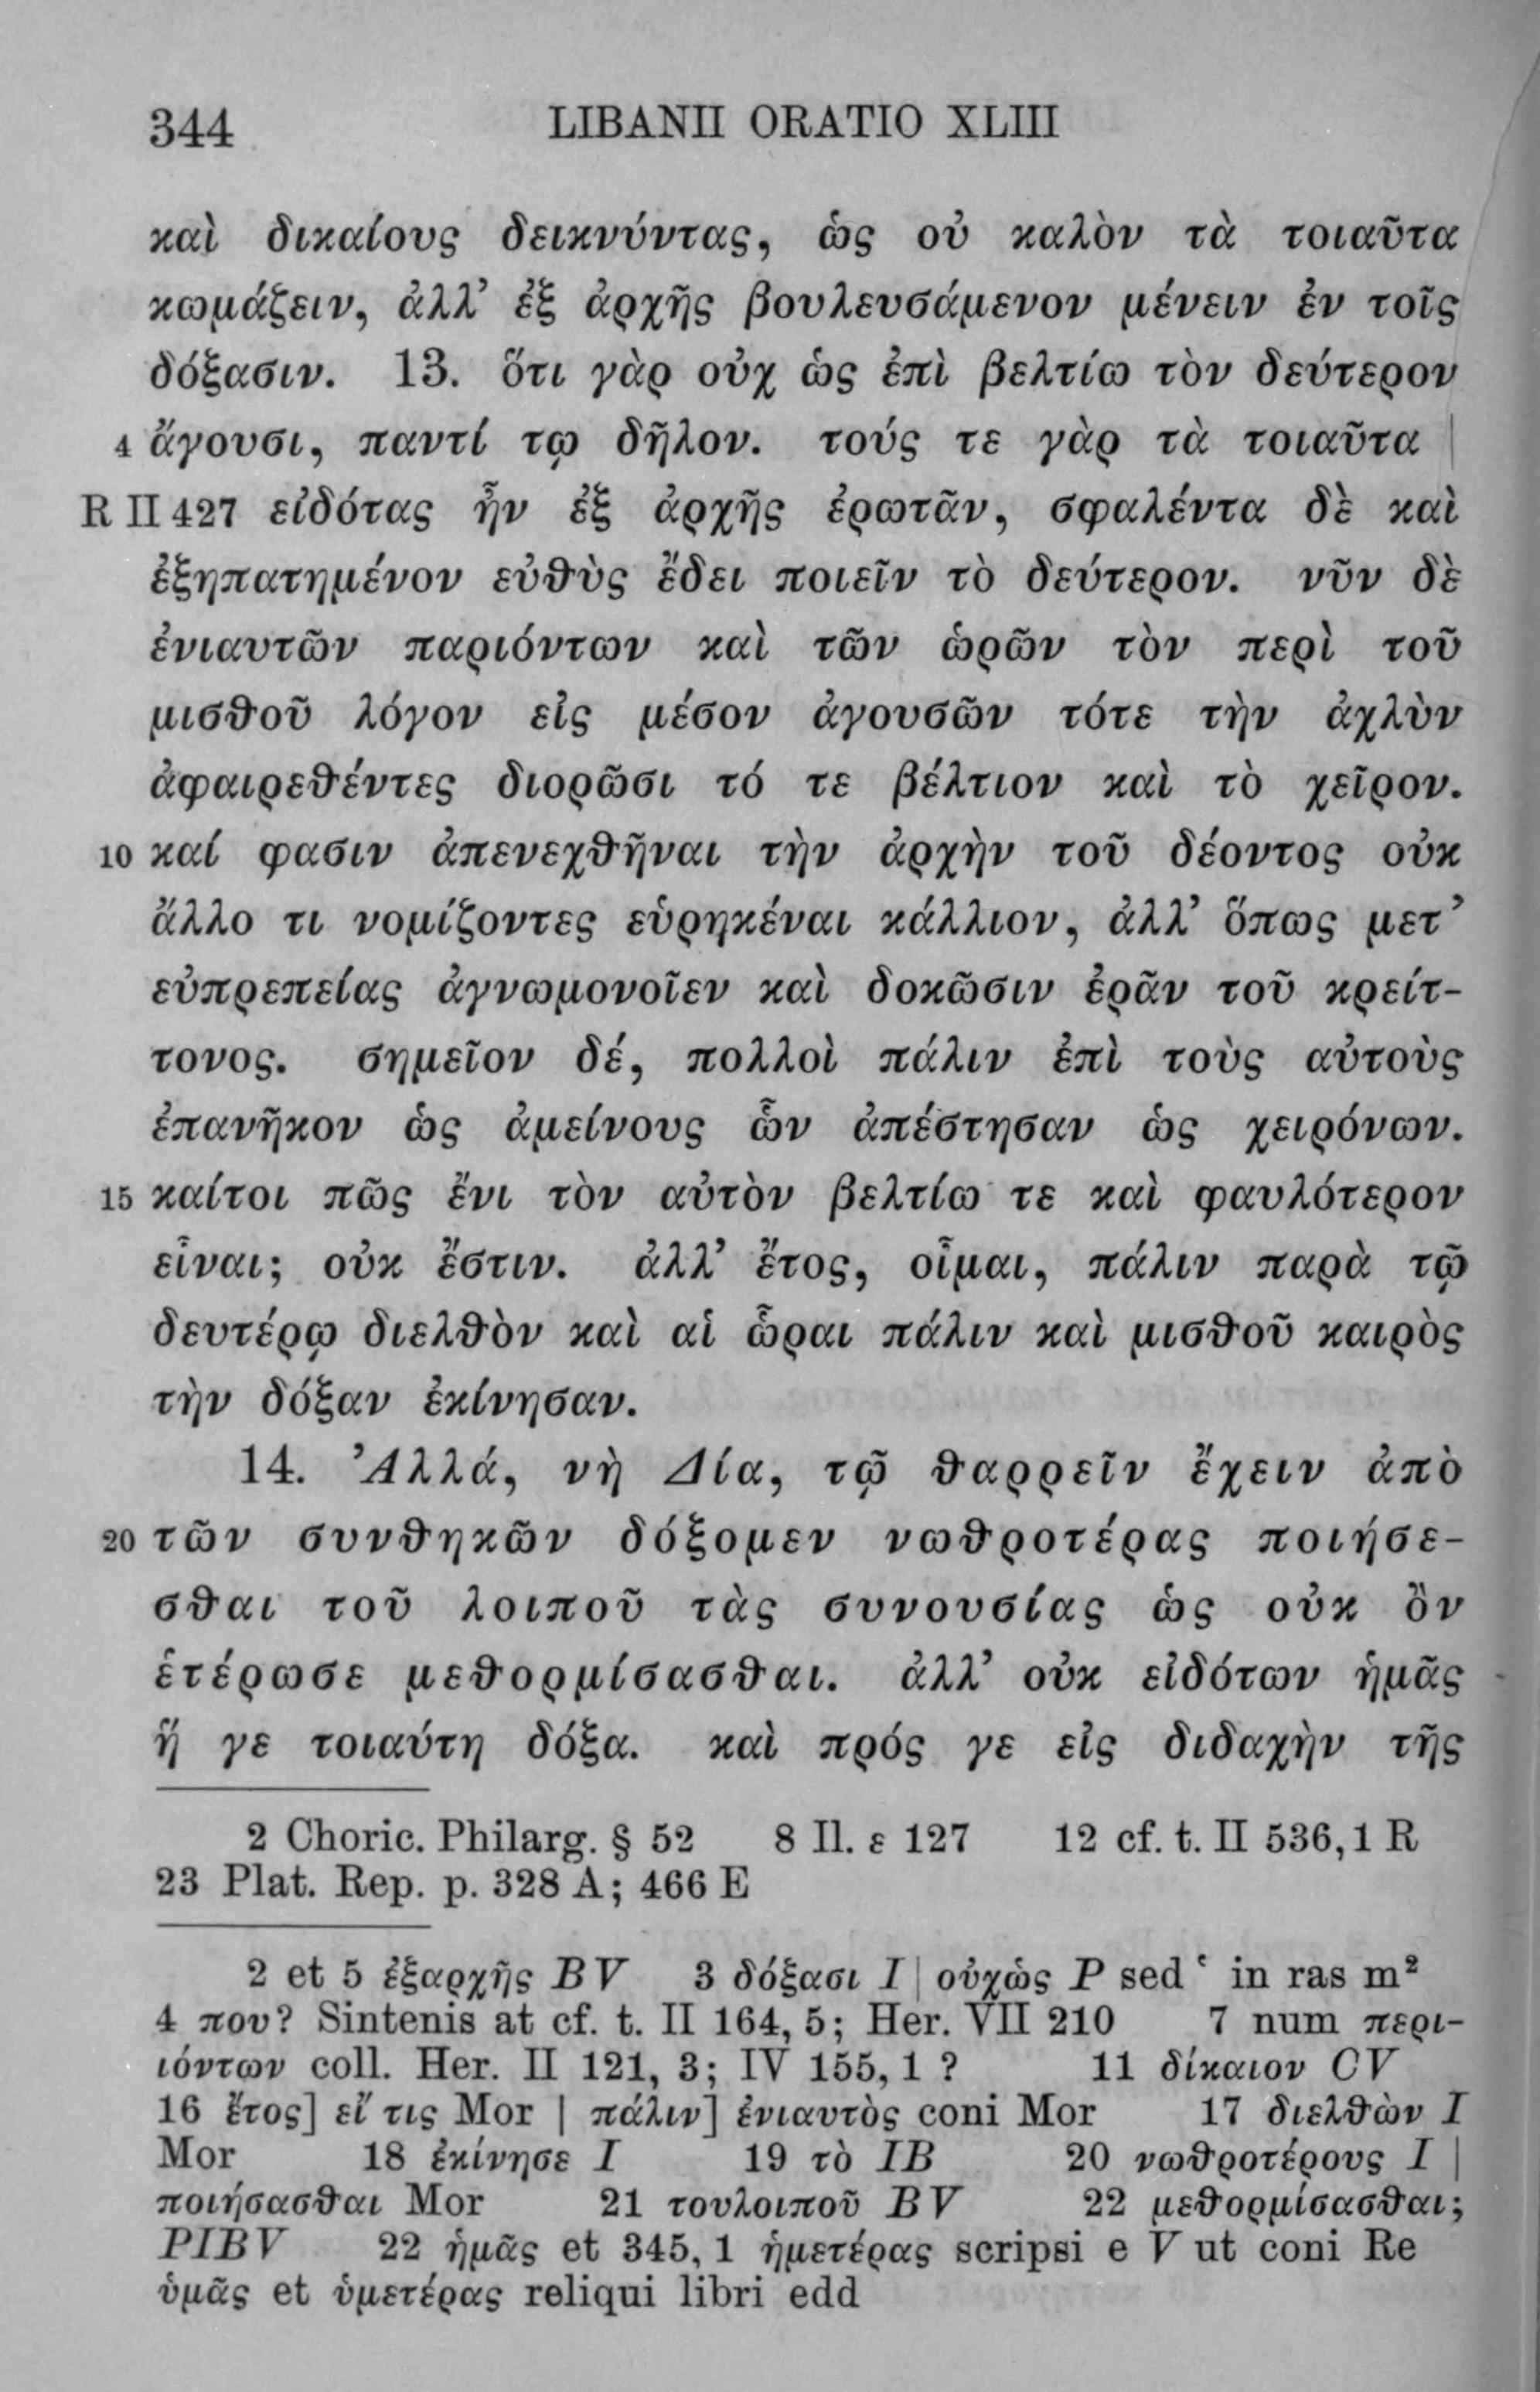 344 LIBANII ORATIO XLIII
καὶ δικαίους δεικνύντας, ὡς οὐ καλὸν τὰ τοιαῦτα
κωμάζειν, ἀλλ’ ἐξ ἀρχῆς βουλευσάμενον μένειν ἐν τοῖς
δόξασιν. 13. ὅτι γὰρ οὐχ ὡς ἐπὶ βελτίω τὸν δεύτερον
4 ἄγουσι, παντί τῳ δῆλον. τούς τε γὰρ τὰ τοιαῦτα |
R II 427 εἰδότας ἦν ἐξ ἀρχῆς ἐρωτᾶν, σφαλέντα δὲ καὶ
ἐξηπατημένον εὐθὺς ἔδει ποιεῖν τὸ δεύτερον. νῦν δὲ
ἐνιαυτῶν παριόντων καὶ τῶν ὡρῶν τὸν περὶ τοῦ
μισθοῦ λόγον εἰς μέσον ἀγουσῶν τότε τὴν ἀχλὺν
ἀφαιρεθέντες διορῶσι τό τε βέλτιον καὶ τὸ χεῖρον.
10 καί φασιν ἀπενεχθῆναι τὴν ἀρχὴν τοῦ δέοντος οὐκ
ἄλλο τι νομίζοντες εὑρηκέναι κάλλιον, ἀλλ’ ὅπως μετ’
εὐπρεπείας ἀγνωμονοῖεν καὶ δοκῶσιν ἐρᾶν τοῦ κρείτ-
τονος. σημεῖον δέ, πολλοὶ πάλιν ἐπὶ τοὺς αὐτοὺς
ἐπανῆκον ὡς ἀμείνους ὧν ἀπέστησαν ὡς χειρόνων.
15 καίτοι πῶς ἔνι τὸν αὐτὸν βελτίω τε καὶ φαυλότερον
εἶναι; οὐκ ἔστιν. ἀλλ’ ἔτος, οἶμαι, πάλιν παρὰ τῷ
δευτέρῳ διελθὸν καὶ αἱ ὧραι πάλιν καὶ μισθοῦ καιρὸς
τὴν δόξαν ἐκίνησαν.
14. Ἀλλά, νὴ Δία, τῷ θαρρεῖν ἔχειν ἀπὸ
20 τῶν συνθηκῶν δόξομεν νωθροτέρας ποιήσε-
σθαι τοῦ λοιποῦ τὰς συνουσίας ὡς οὐκ ὂν
ἑτέρωσε μεθορμίσασθαι. ἀλλ’ οὐκ εἰδότων ἡμᾶς
ἥ γε τοιαύτη δόξα. καὶ πρός γε εἰς διδαχὴν τῆς
2 Choric. Philarg. § 52 8 Il. ε 127 12 cf. t. II 536,1 R
23 Plat. Rep. p. 328 A; 466 E
2 et 5 ἐξαρχῆς BV 3 δόξασι I | οὐχὡς P sed ῾ in ras m²
4 που? Sintenis at cf. t. II 164, 5; Her. VII 210 7 num περι-
ιόντων coll. Her. II 121, 3; IV 155, 1 ? 11 δίκαιον CV
16 ἔτος] εἴ τις Mor | πάλιν] ἐνιαυτὸς coni Mor 17 διελθὼν I
Mor 18 ἐκίνησε I 19 τὸ IB 20 νωθροτέρους I |
ποιήσασθαι Mor 21 τουλοιποῦ BV 22 μεθορμίσασθαι;
PIBV 22 ἡμᾶς et 345, 1 ἡμετέρας scripsi e V ut coni Re
ὑμᾶς et ὑμετέρας reliqui libri edd